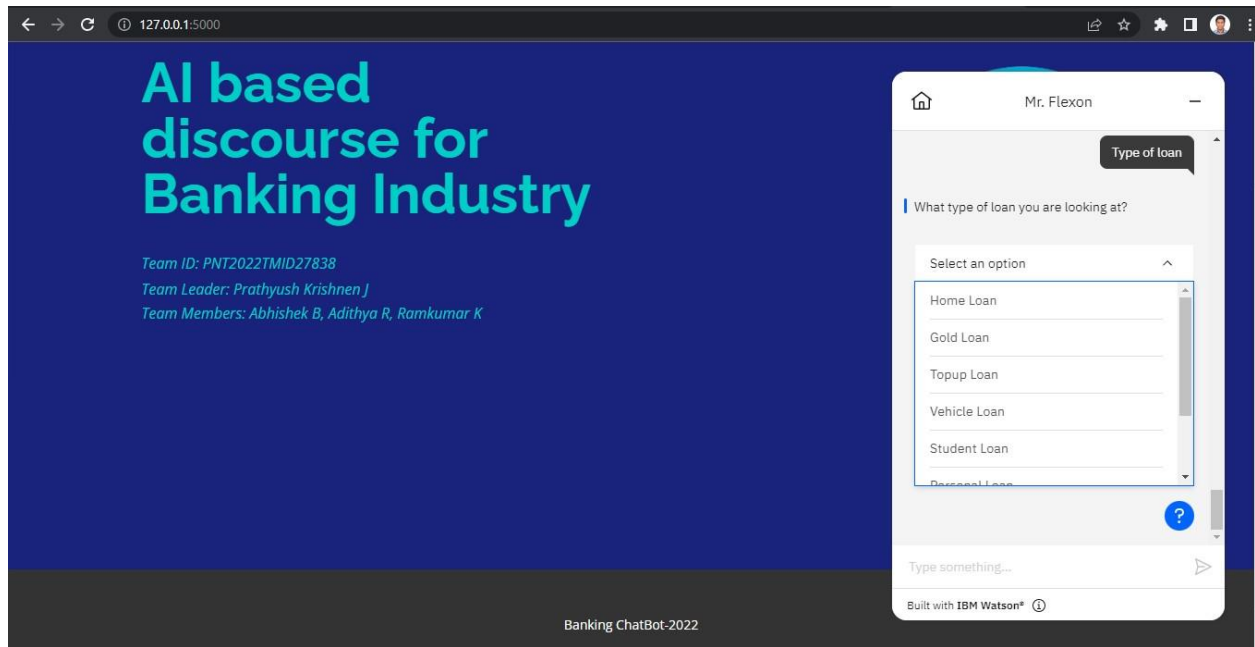 127.0.0.1:5000
AI based
discourse for
Banking Industry
Team ID: PNT2022TMID27838
Team Leader: Prathyush Krishnen J
Team Members: Abhishek B, Adithya R, Ramkumar K
Mr. Flexon
Type of loan
What type of loan you are looking at?
Select an option
Home Loan
Gold Loan
Topup Loan
Vehicle Loan
Student Loan
Personal Loan
?
Type something...
Built with IBM Watson®
Banking ChatBot-2022